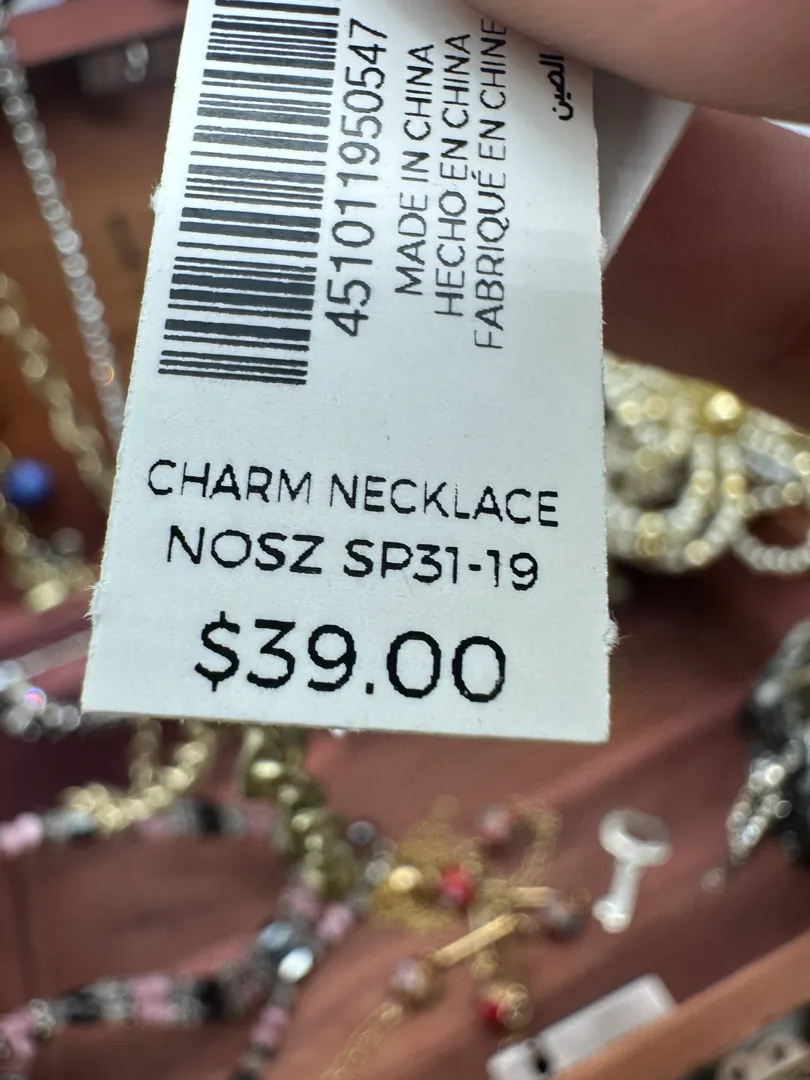 451011950547
MADE IN CHINA
HECHO EN CHINA
FABRIQUÉ EN CHINE
الصين
CHARM NECKLACE
NOSZ SP31-19
$39.00